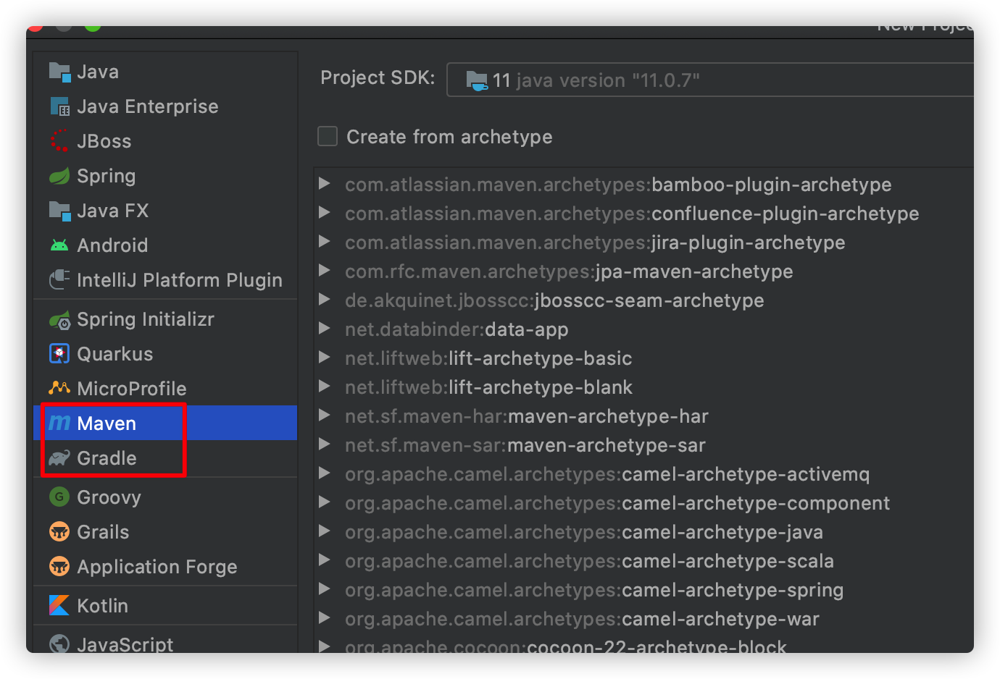 New Project
Java
Java Enterprise
JBoss
Spring
Java FX
Android
IntelliJ Platform Plugin
Spring Initializr
Quarkus
MicroProfile
m Maven
Gradle
G Groovy
Grails
Application Forge
Kotlin
JavaScript
Project SDK: 11 java version "11.0.7"
Create from archetype
com.atlassian.maven.archetypes:bamboo-plugin-archetype
com.atlassian.maven.archetypes:confluence-plugin-archetype
com.atlassian.maven.archetypes:jira-plugin-archetype
com.rfc.maven.archetypes:jpa-maven-archetype
de.akquinet.jbosscc:jbosscc-seam-archetype
net.databinder:data-app
net.liftweb:lift-archetype-basic
net.liftweb:lift-archetype-blank
net.sf.maven-har:maven-archetype-har
net.sf.maven-sar:maven-archetype-sar
org.apache.camel.archetypes:camel-archetype-activemq
org.apache.camel.archetypes:camel-archetype-component
org.apache.camel.archetypes:camel-archetype-java
org.apache.camel.archetypes:camel-archetype-scala
org.apache.camel.archetypes:camel-archetype-spring
org.apache.camel.archetypes:camel-archetype-war
org.apache.cocoon:cocoon-22-archetype-block